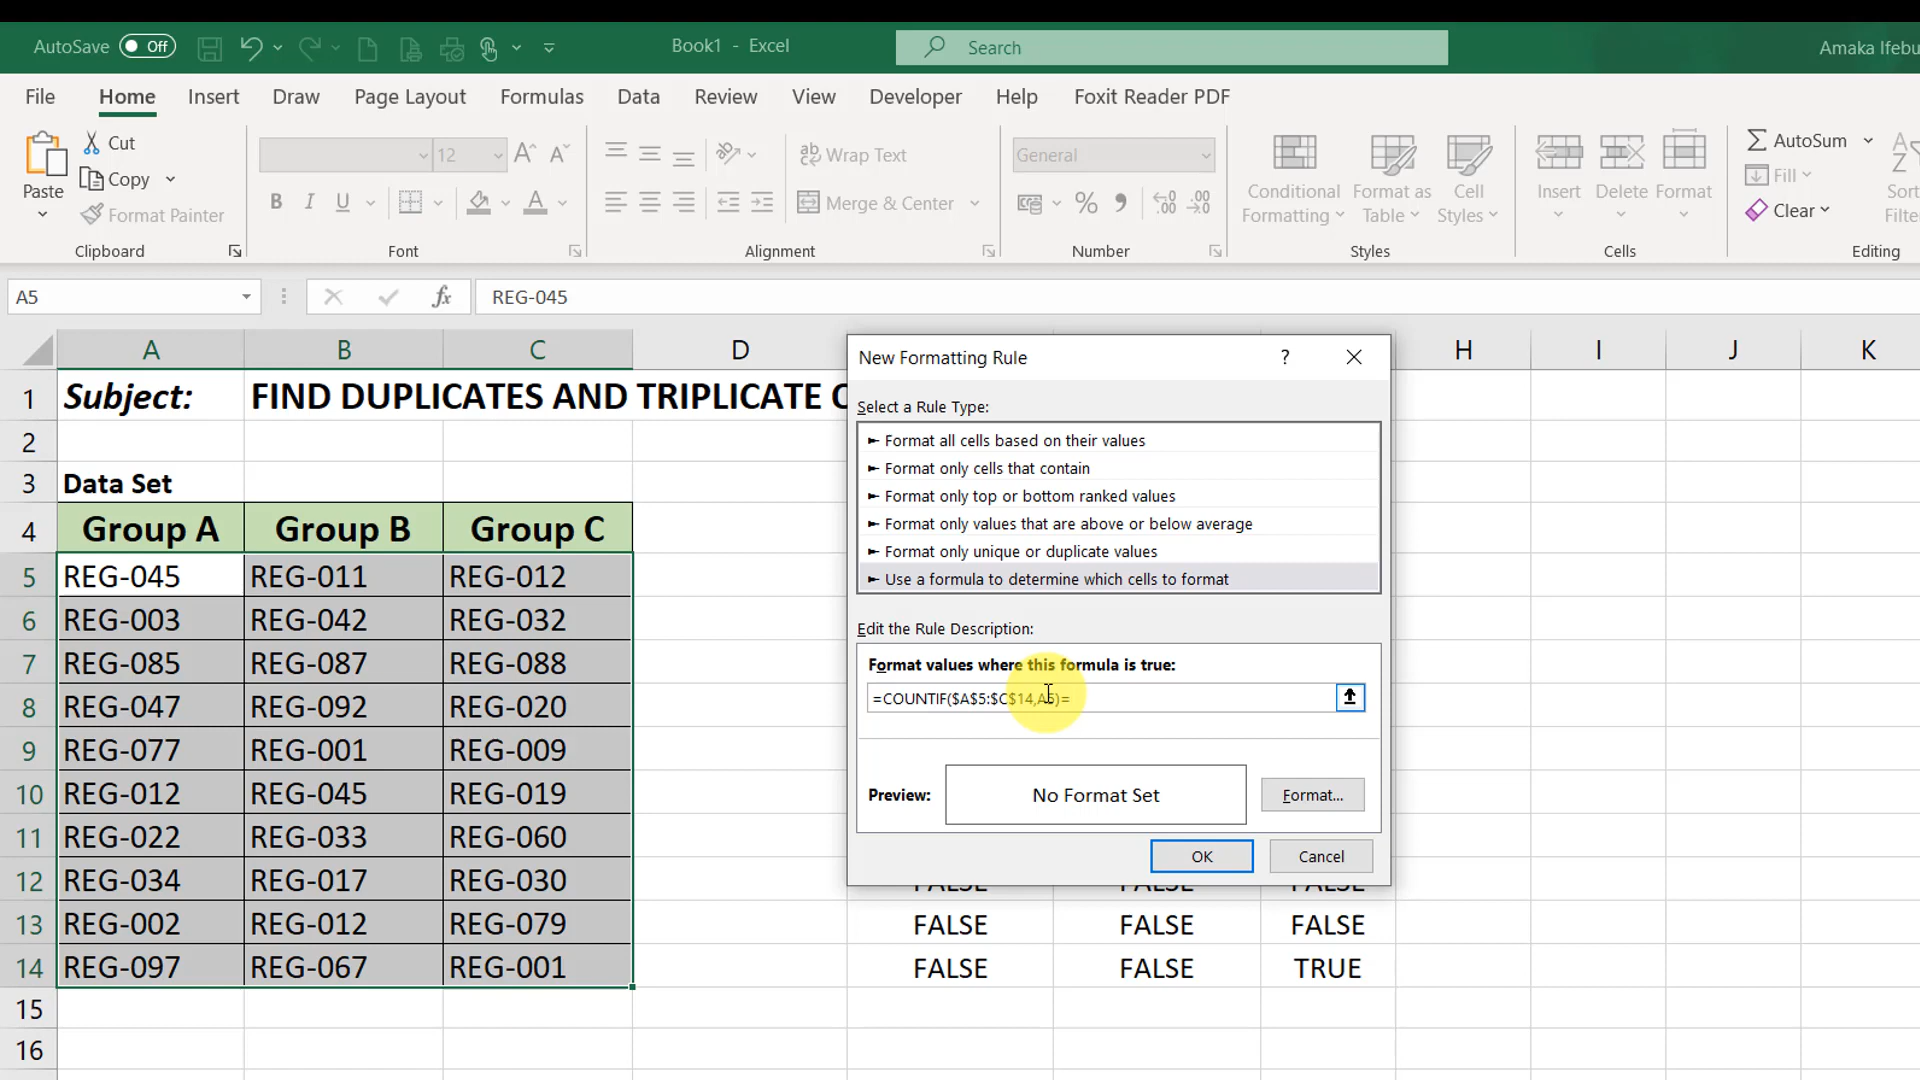 AutoSave Off Book1 - Excel Search Amaka Ifebu
File Home Insert Draw Page Layout Formulas Data Review View Developer Help Foxit Reader PDF
Paste
Cut
Copy
Format Painter
Clipboard
12
B I U
Font
Wrap Text
Merge & Center
Alignment
General
Number
Conditional Formatting
Format as Table
Cell Styles
Styles
Insert
Delete
Format
Cells
AutoSum
Fill
Clear
Sort
Filter
Editing
A5 fx REG-045
A B C D H I J K
1 Subject: FIND DUPLICATES AND TRIPLICATE
2
3 Data Set
4 Group A Group B Group C
5 REG-045 REG-011 REG-012
6 REG-003 REG-042 REG-032
7 REG-085 REG-087 REG-088
8 REG-047 REG-092 REG-020
9 REG-077 REG-001 REG-009
10 REG-012 REG-045 REG-019
11 REG-022 REG-033 REG-060
12 REG-034 REG-017 REG-030 FALSE FALSE FALSE
13 REG-002 REG-012 REG-079 FALSE FALSE FALSE
14 REG-097 REG-067 REG-001 FALSE FALSE TRUE
15
16
New Formatting Rule ?
Select a Rule Type:
► Format all cells based on their values
► Format only cells that contain
► Format only top or bottom ranked values
► Format only values that are above or below average
► Format only unique or duplicate values
► Use a formula to determine which cells to format
Edit the Rule Description:
Format values where this formula is true:
=COUNTIF($A$5:$C$14,A5)=
Preview: No Format Set Format...
OK Cancel